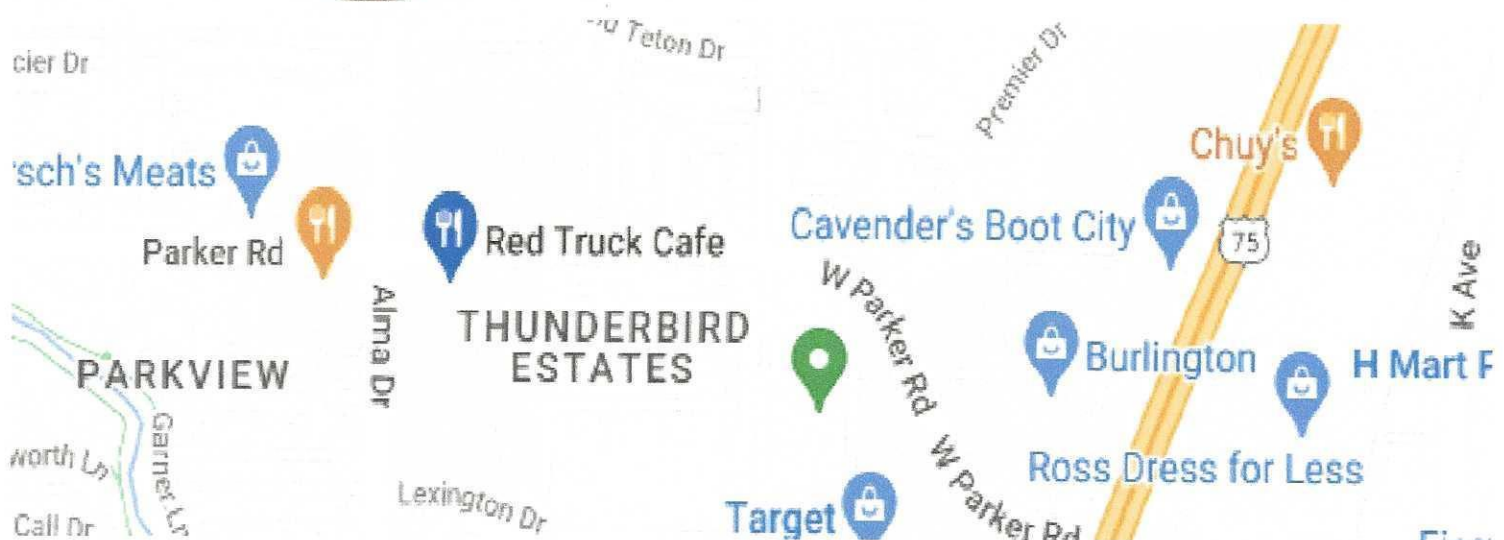 Teton Dr
cier Dr
Premier Dr
Chuy's
sch's Meats
Cavender's Boot City
75
Parker Rd
Red Truck Cafe
K Ave
W Parker Rd
Alma Dr
THUNDERBIRD
ESTATES
PARKVIEW
Burlington
H Mart F
Garner Ln
worth Ln
Ross Dress for Less
W Parker Rd
Lexington Dr
Target
Call Dr